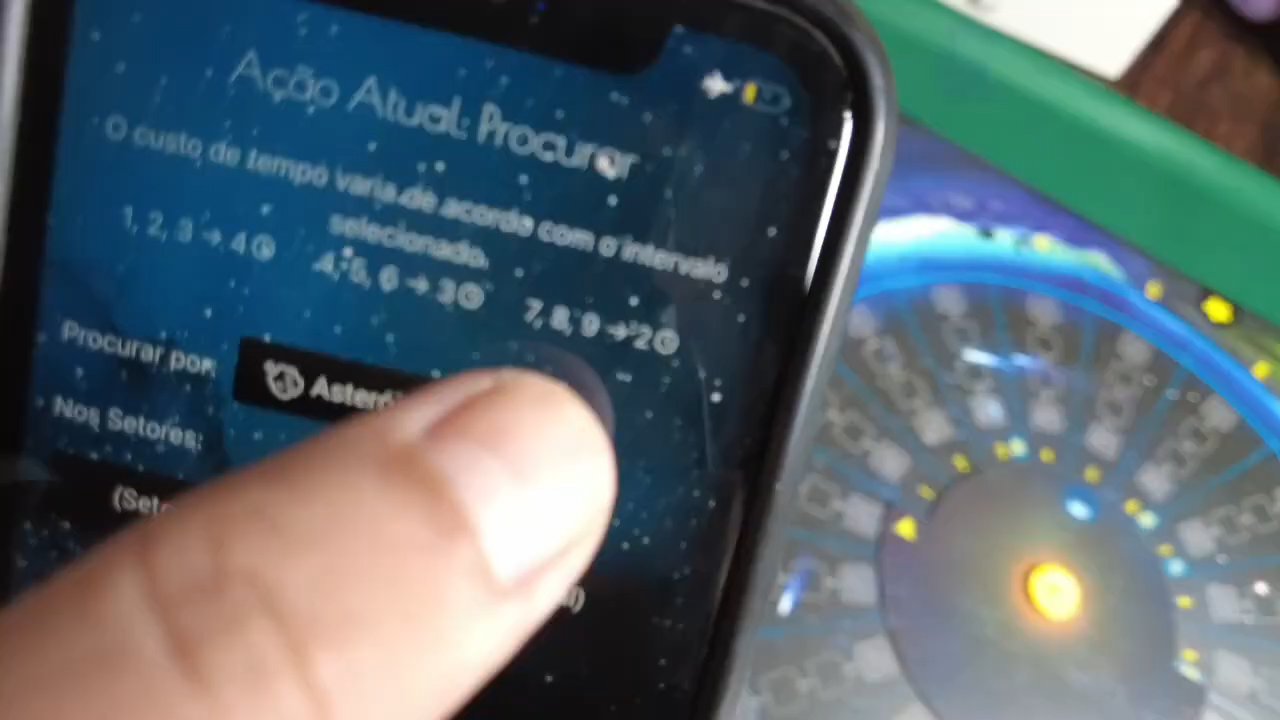 Ação Atual: Procurar
O custo de tempo varia de acordo com o intervalo
selecionado.
1, 2, 3 → 4 4, 5, 6 → 3 7, 8, 9 → 2
Procurar por:
Nos Setores: